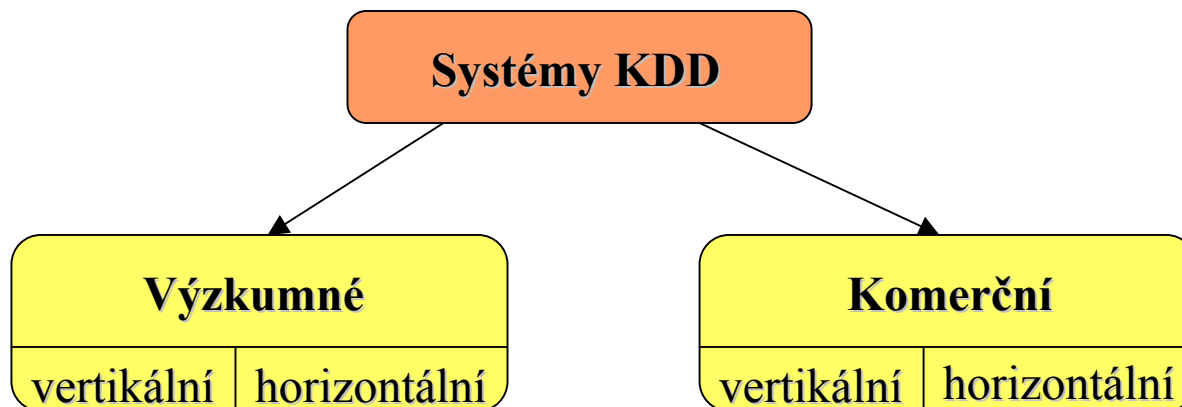 Systémy KDD
Výzkumné
vertikální horizontální
Komerční
vertikální horizontální